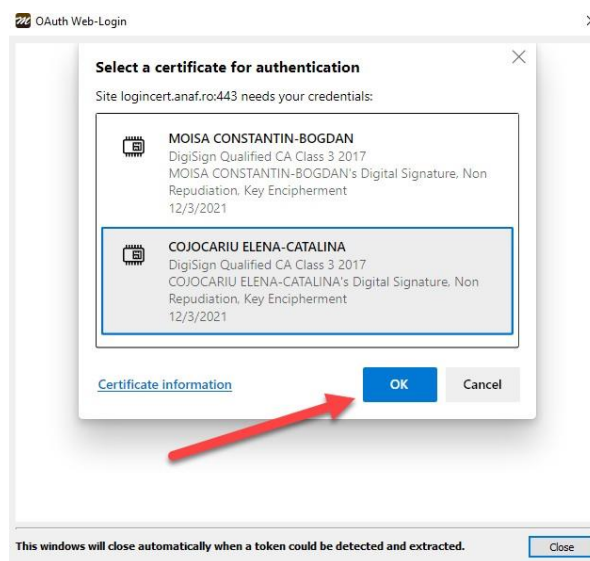 OAuth Web-Login
Select a certificate for authentication
Site logincert.anaf.ro:443 needs your credentials:
MOISA CONSTANTIN-BOGDAN
DigiSign Qualified CA Class 3 2017
MOISA CONSTANTIN-BOGDAN's Digital Signature, Non
Repudiation, Key Encipherment
12/3/2021
COJOCARIU ELENA-CATALINA
DigiSign Qualified CA Class 3 2017
COJOCARIU ELENA-CATALINA's Digital Signature, Non
Repudiation, Key Encipherment
12/3/2021
Certificate information
OK
Cancel
This windows will close automatically when a token could be detected and extracted.
Close